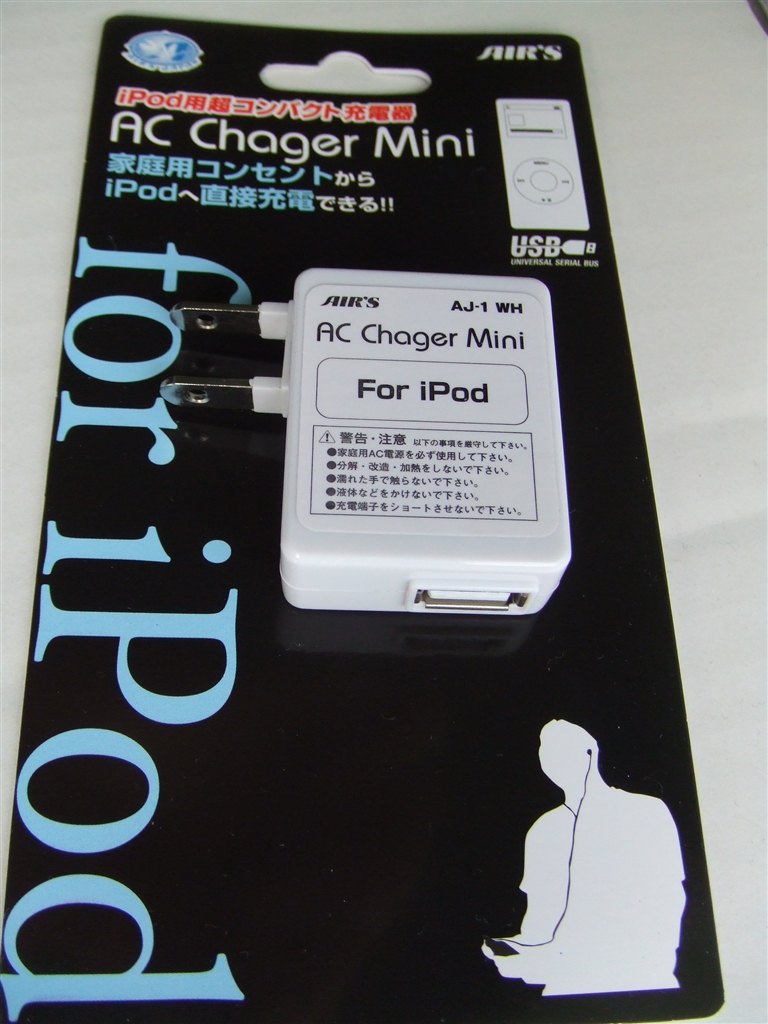 AIR'S
iPod用超コンパクト充電器
AC Chager Mini
家庭用コンセントから
iPodへ直接充電できる!!
MENU
USB
UNIVERSAL SERIAL BUS
for iPod
AIR'S
AJ-1 WH
AC Chager Mini
For iPod
警告・注意 以下の事項を厳守して下さい。
●家庭用AC電源を必ず使用して下さい。
●分解・改造・加熱をしないで下さい。
●濡れた手で触らないで下さい。
●液体などをかけないで下さい。
●充電端子をショートさせないで下さい。